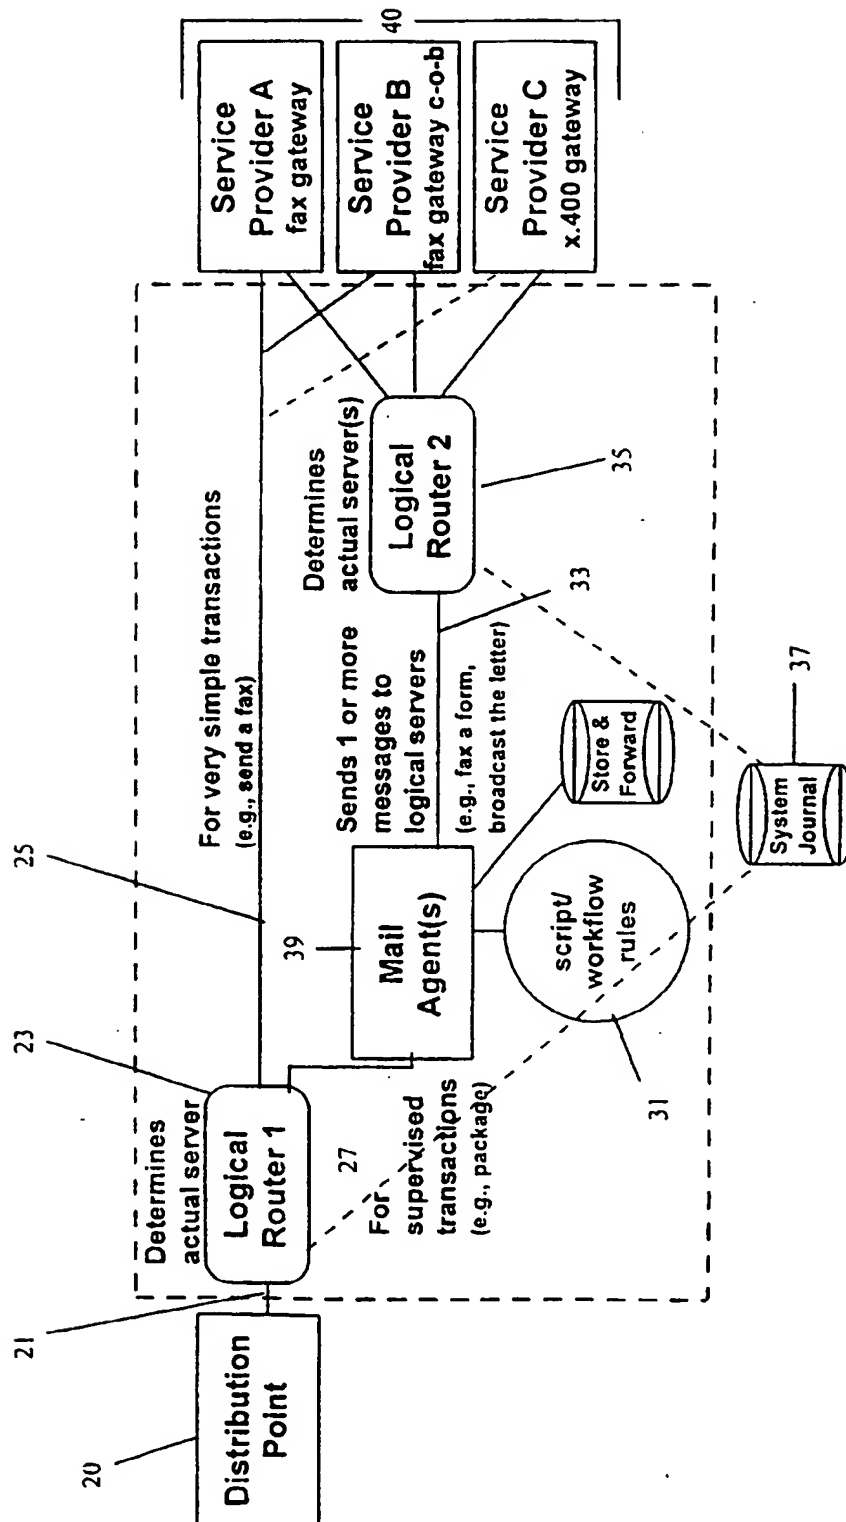 20
Distribution
Point
21
Determines
actual server
Logical
Router 1
23
25
For very simple transactions
(e.g., send a fax)
27
For
supervised
transactions
(e.g., package)
39
Mail
Agent(s)
script/
workflow
rules
31
Store &
Forward
Sends 1 or more
messages to
logical servers
(e.g., fax a form,
broadcast the letter)
33
Determines
actual server(s)
Logical
Router 2
35
System
Journal
37
Service
Provider A
fax gateway
Service
Provider B
fax gateway c-o-b
Service
Provider C
x.400 gateway
40